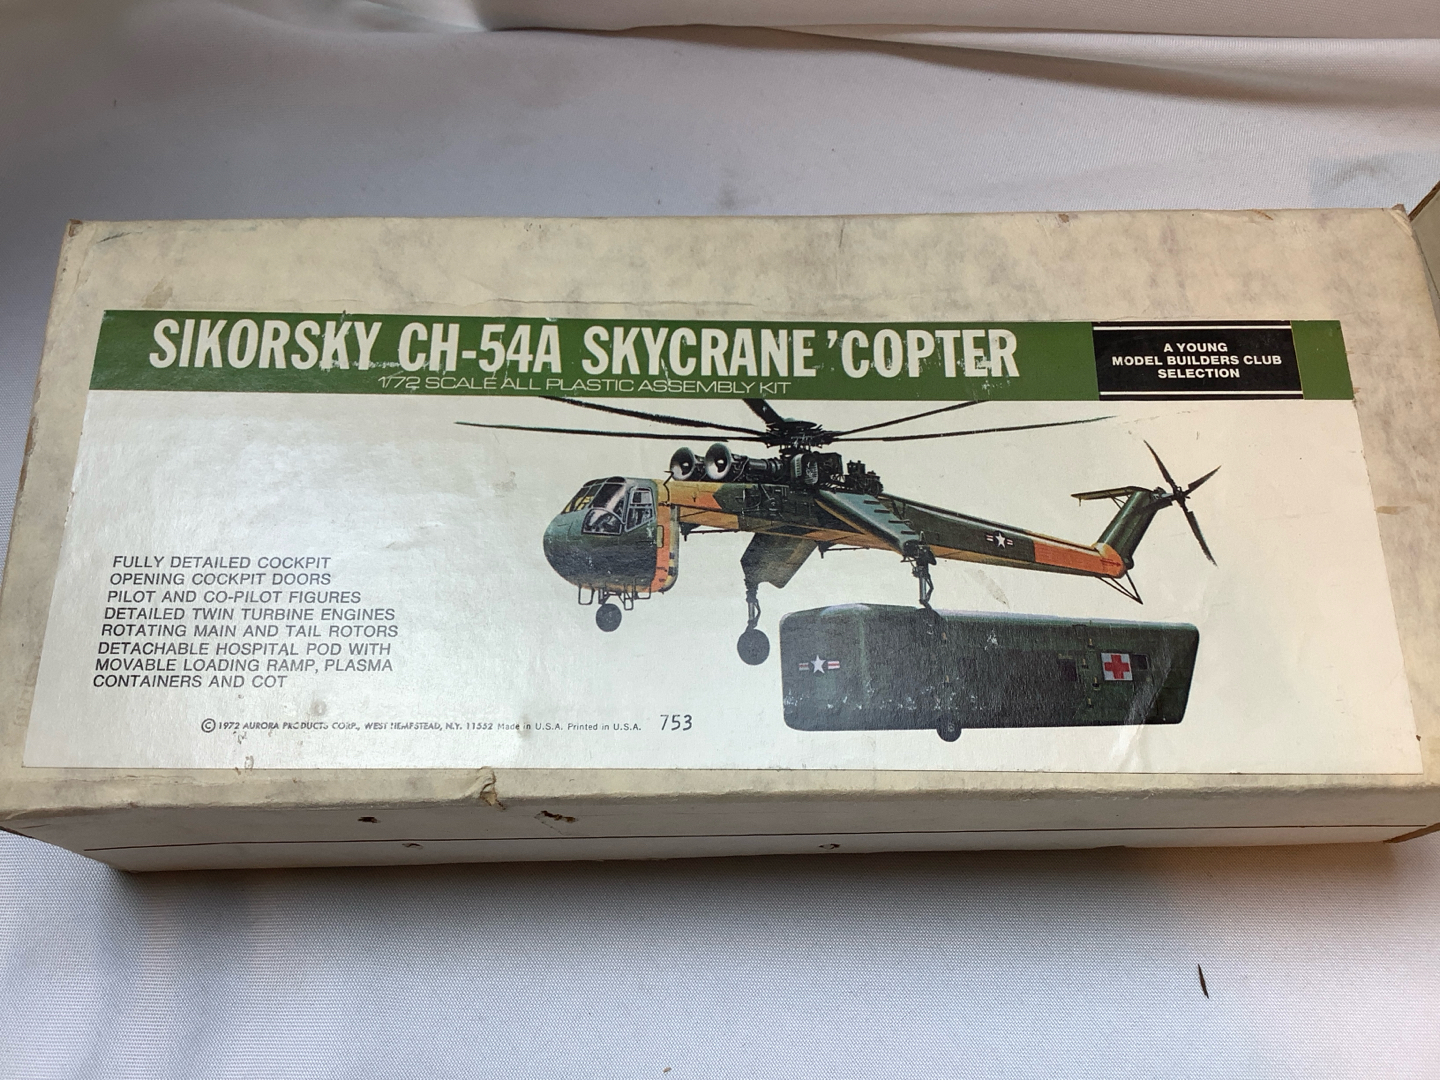 SIKORSKY CH-54A SKYCRANE 'COPTER
1/72 SCALE ALL PLASTIC ASSEMBLY KIT
A YOUNG
MODEL BUILDERS CLUB
SELECTION
FULLY DETAILED COCKPIT
OPENING COCKPIT DOORS
PILOT AND CO-PILOT FIGURES
DETAILED TWIN TURBINE ENGINES
ROTATING MAIN AND TAIL ROTORS
DETACHABLE HOSPITAL POD WITH
MOVABLE LOADING RAMP, PLASMA
CONTAINERS AND COT
© 1972 AURORA PRODUCTS CORP., WEST HEMPSTEAD, N.Y. 11552 Made in U.S.A. Printed in U.S.A. 753